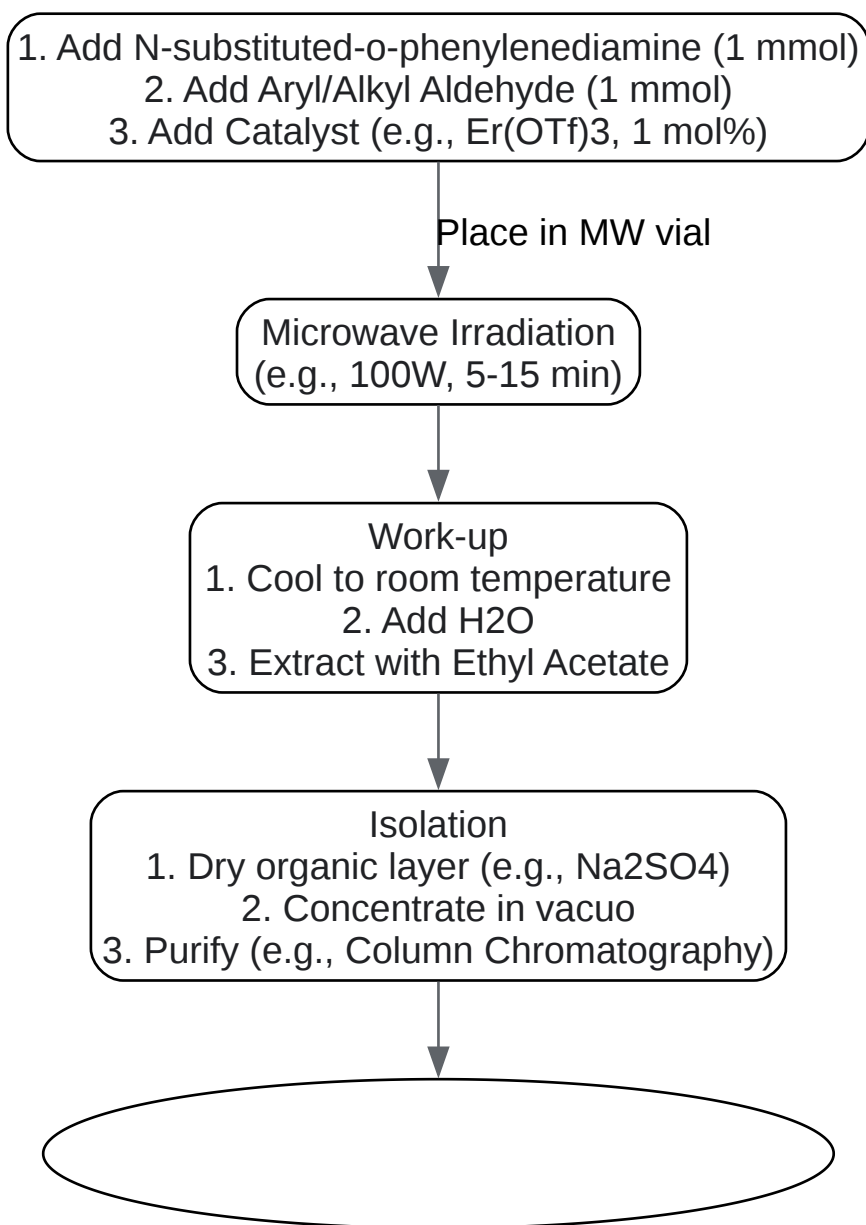 1. Add N-substituted-o-phenylenediamine (1 mmol)
2. Add Aryl/Alkyl Aldehyde (1 mmol)
3. Add Catalyst (e.g., Er(OTf)3, 1 mol%)
Place in MW vial
Microwave Irradiation
(e.g., 100W, 5-15 min)
Work-up
1. Cool to room temperature
2. Add H2O
3. Extract with Ethyl Acetate
Isolation
1. Dry organic layer (e.g., Na2SO4)
2. Concentrate in vacuo
3. Purify (e.g., Column Chromatography)